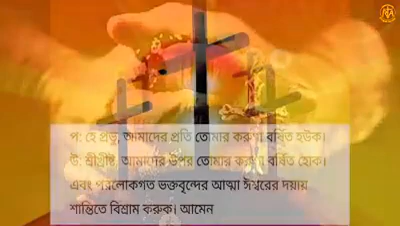 প: হে প্রভু, আমাদের প্রতি তোমার করুণা বর্ষিত হউক।
উ: শ্রীখ্রীষ্ট, আমাদের উপর তোমার করুণা বর্ষিত হোক।
এবং পরলোকগত ভক্তবৃন্দের আত্মা ঈশ্বরের দয়ায়
শান্তিতে বিশ্রাম করুক। আমেন